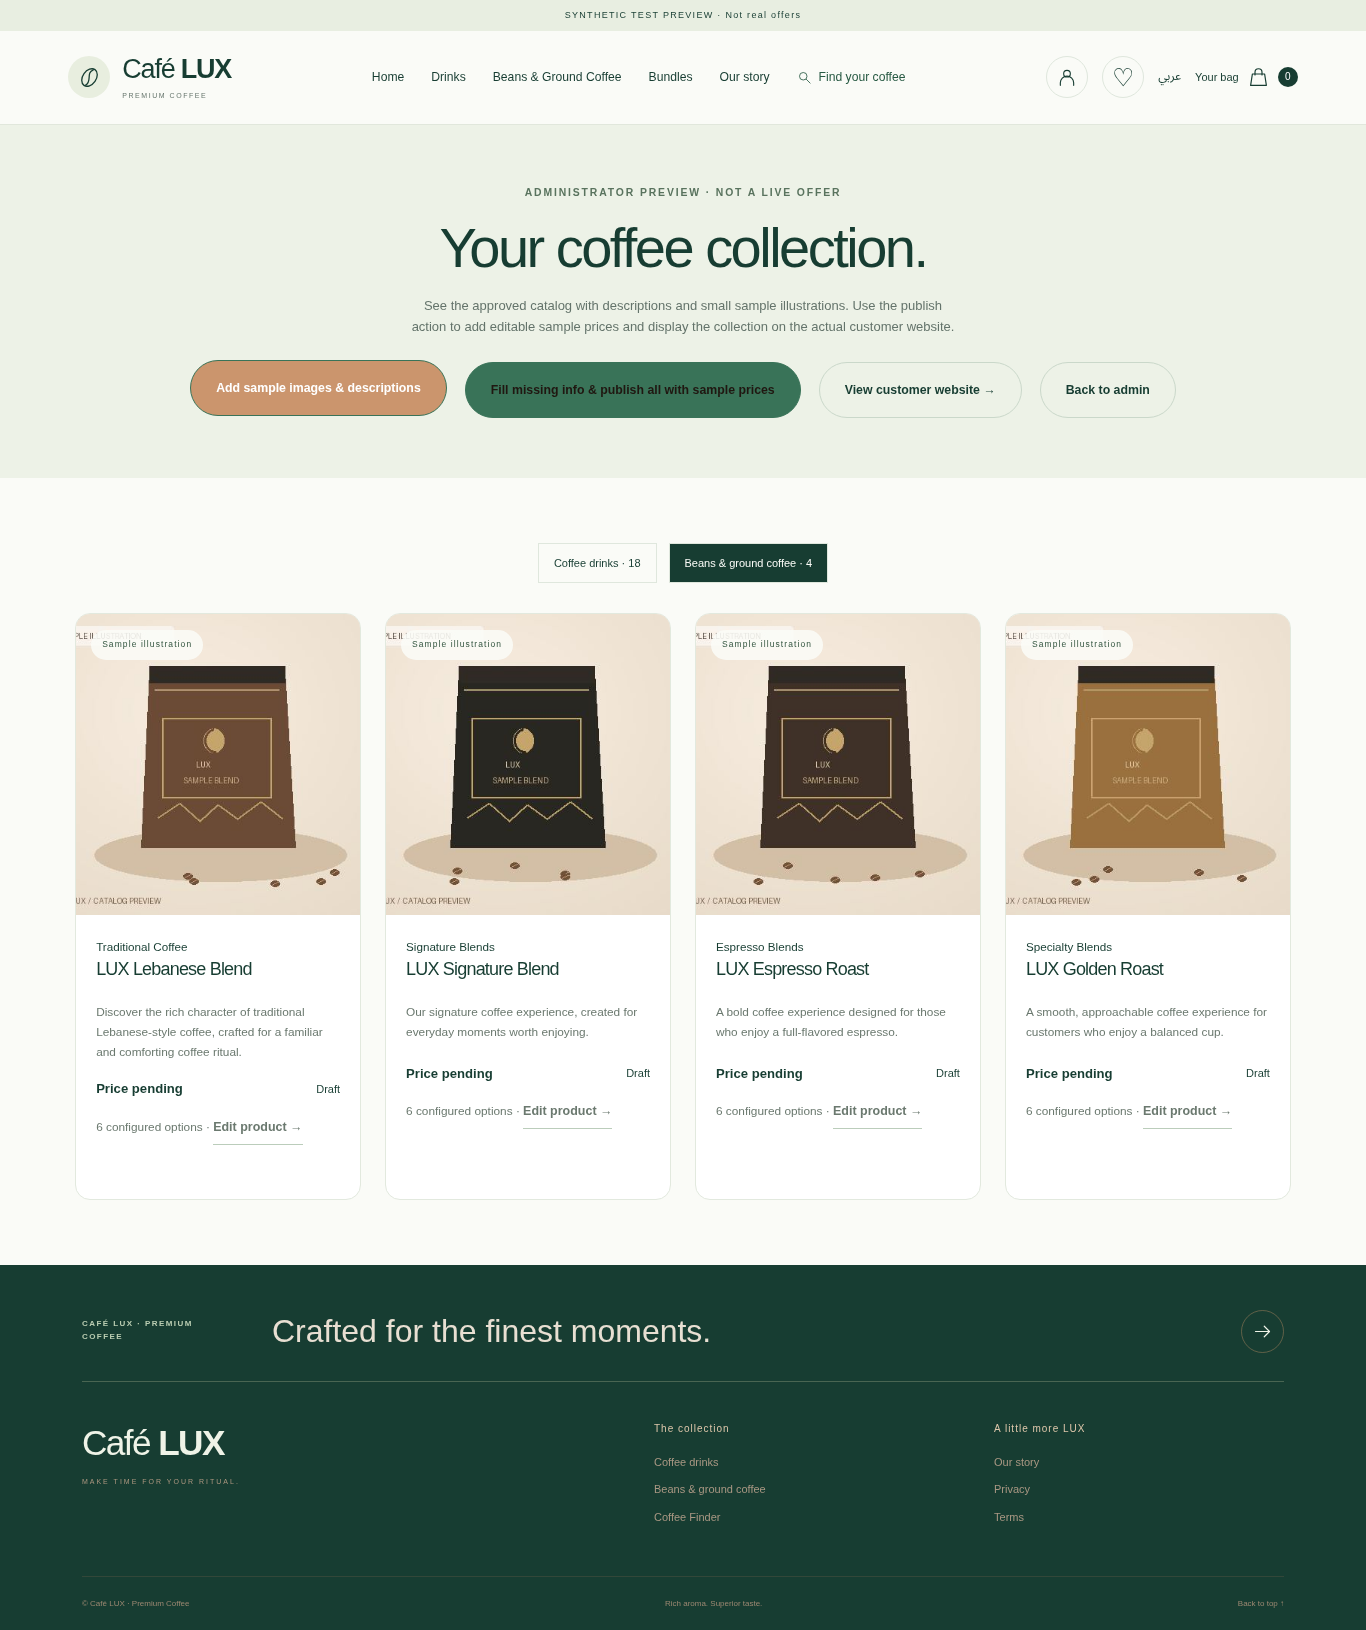 SYNTHETIC TEST PREVIEW · Not real offers
Café LUX
PREMIUM COFFEE
Home
Drinks
Beans & Ground Coffee
Bundles
Our story
Find your coffee
عربي
Your bag
0
ADMINISTRATOR PREVIEW · NOT A LIVE OFFER
Your coffee collection.
See the approved catalog with descriptions and small sample illustrations. Use the publish
action to add editable sample prices and display the collection on the actual customer website.
Add sample images & descriptions
Fill missing info & publish all with sample prices
View customer website →
Back to admin
Coffee drinks · 18
Beans & ground coffee · 4
Sample illustration
LUX
SAMPLE BLEND
UX / CATALOG PREVIEW
Traditional Coffee
LUX Lebanese Blend
Discover the rich character of traditional
Lebanese-style coffee, crafted for a familiar
and comforting coffee ritual.
Price pending
Draft
6 configured options · Edit product →
Sample illustration
LUX
SAMPLE BLEND
UX / CATALOG PREVIEW
Signature Blends
LUX Signature Blend
Our signature coffee experience, created for
everyday moments worth enjoying.
Price pending
Draft
6 configured options · Edit product →
Sample illustration
LUX
SAMPLE BLEND
UX / CATALOG PREVIEW
Espresso Blends
LUX Espresso Roast
A bold coffee experience designed for those
who enjoy a full-flavored espresso.
Price pending
Draft
6 configured options · Edit product →
Sample illustration
LUX
SAMPLE BLEND
UX / CATALOG PREVIEW
Specialty Blends
LUX Golden Roast
A smooth, approachable coffee experience for
customers who enjoy a balanced cup.
Price pending
Draft
6 configured options · Edit product →
CAFÉ LUX · PREMIUM
COFFEE
Crafted for the finest moments.
Café LUX
MAKE TIME FOR YOUR RITUAL.
The collection
Coffee drinks
Beans & ground coffee
Coffee Finder
A little more LUX
Our story
Privacy
Terms
© Café LUX · Premium Coffee
Rich aroma. Superior taste.
Back to top ↑